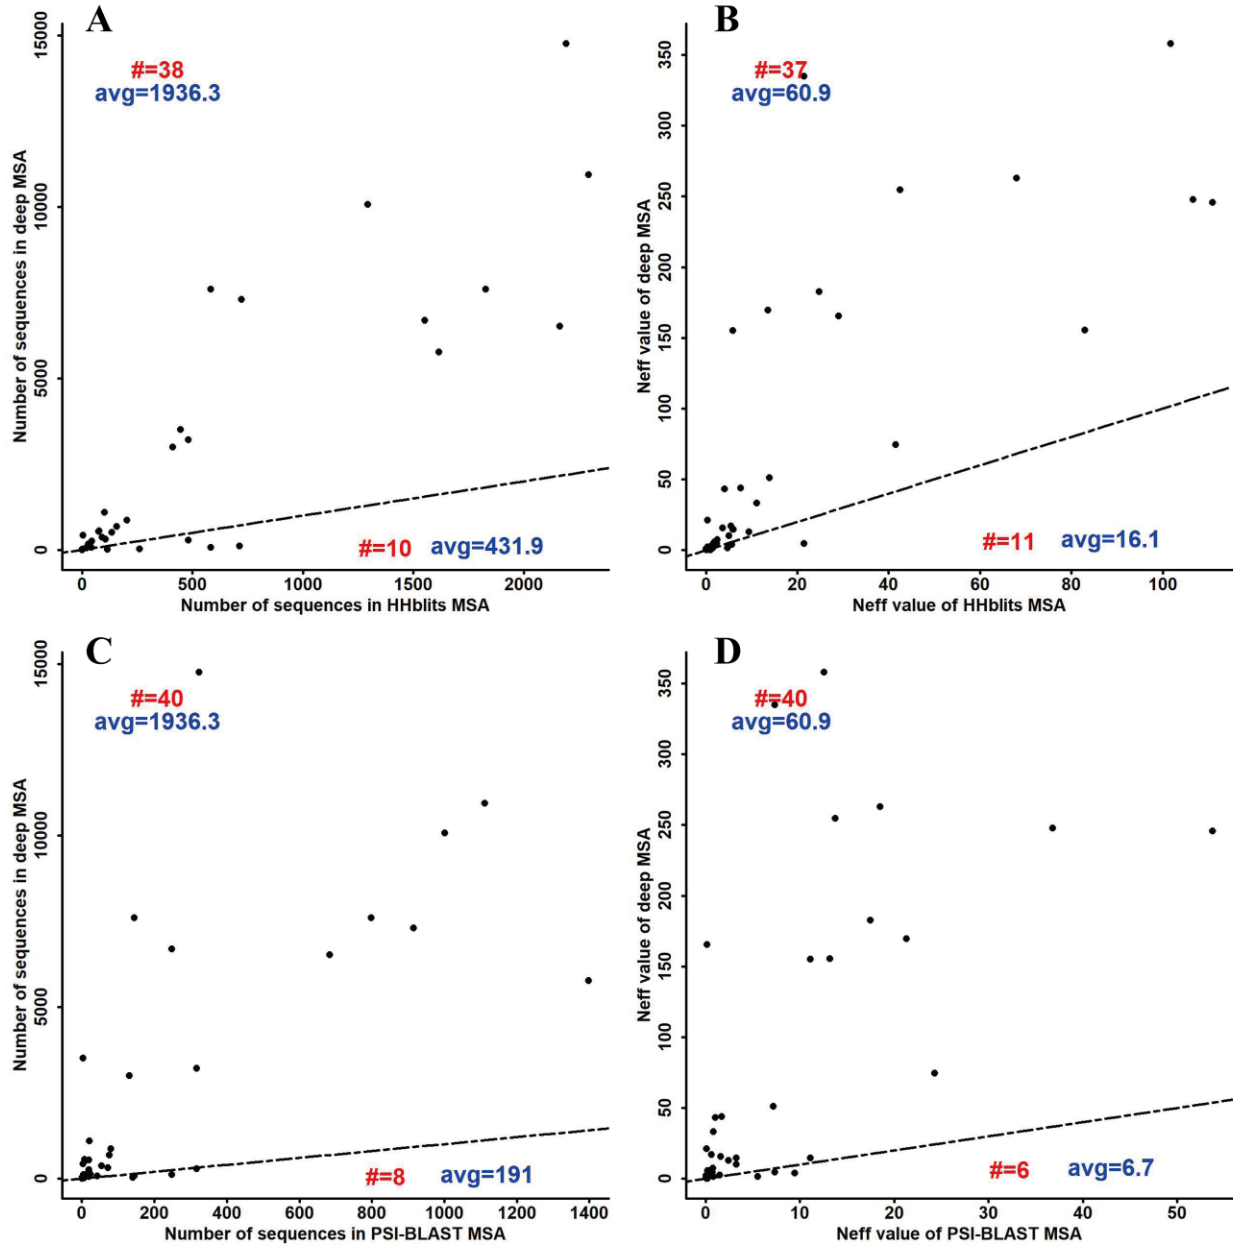 A
#=38
avg=1936.3
Number of sequences in deep MSA
15000
10000
5000
0
#=10 avg=431.9
0 500 1000 1500 2000
Number of sequences in HHblits MSA
B
#=37
avg=60.9
Neff value of deep MSA
350
300
250
200
150
100
50
0
#=11 avg=16.1
0 20 40 60 80 100
Neff value of HHblits MSA
C
#=40
avg=1936.3
Number of sequences in deep MSA
15000
10000
5000
0
#=8 avg=191
0 200 400 600 800 1000 1200 1400
Number of sequences in PSI-BLAST MSA
D
#=40
avg=60.9
Neff value of deep MSA
350
300
250
200
150
100
50
0
#=6 avg=6.7
0 10 20 30 40 50
Neff value of PSI-BLAST MSA